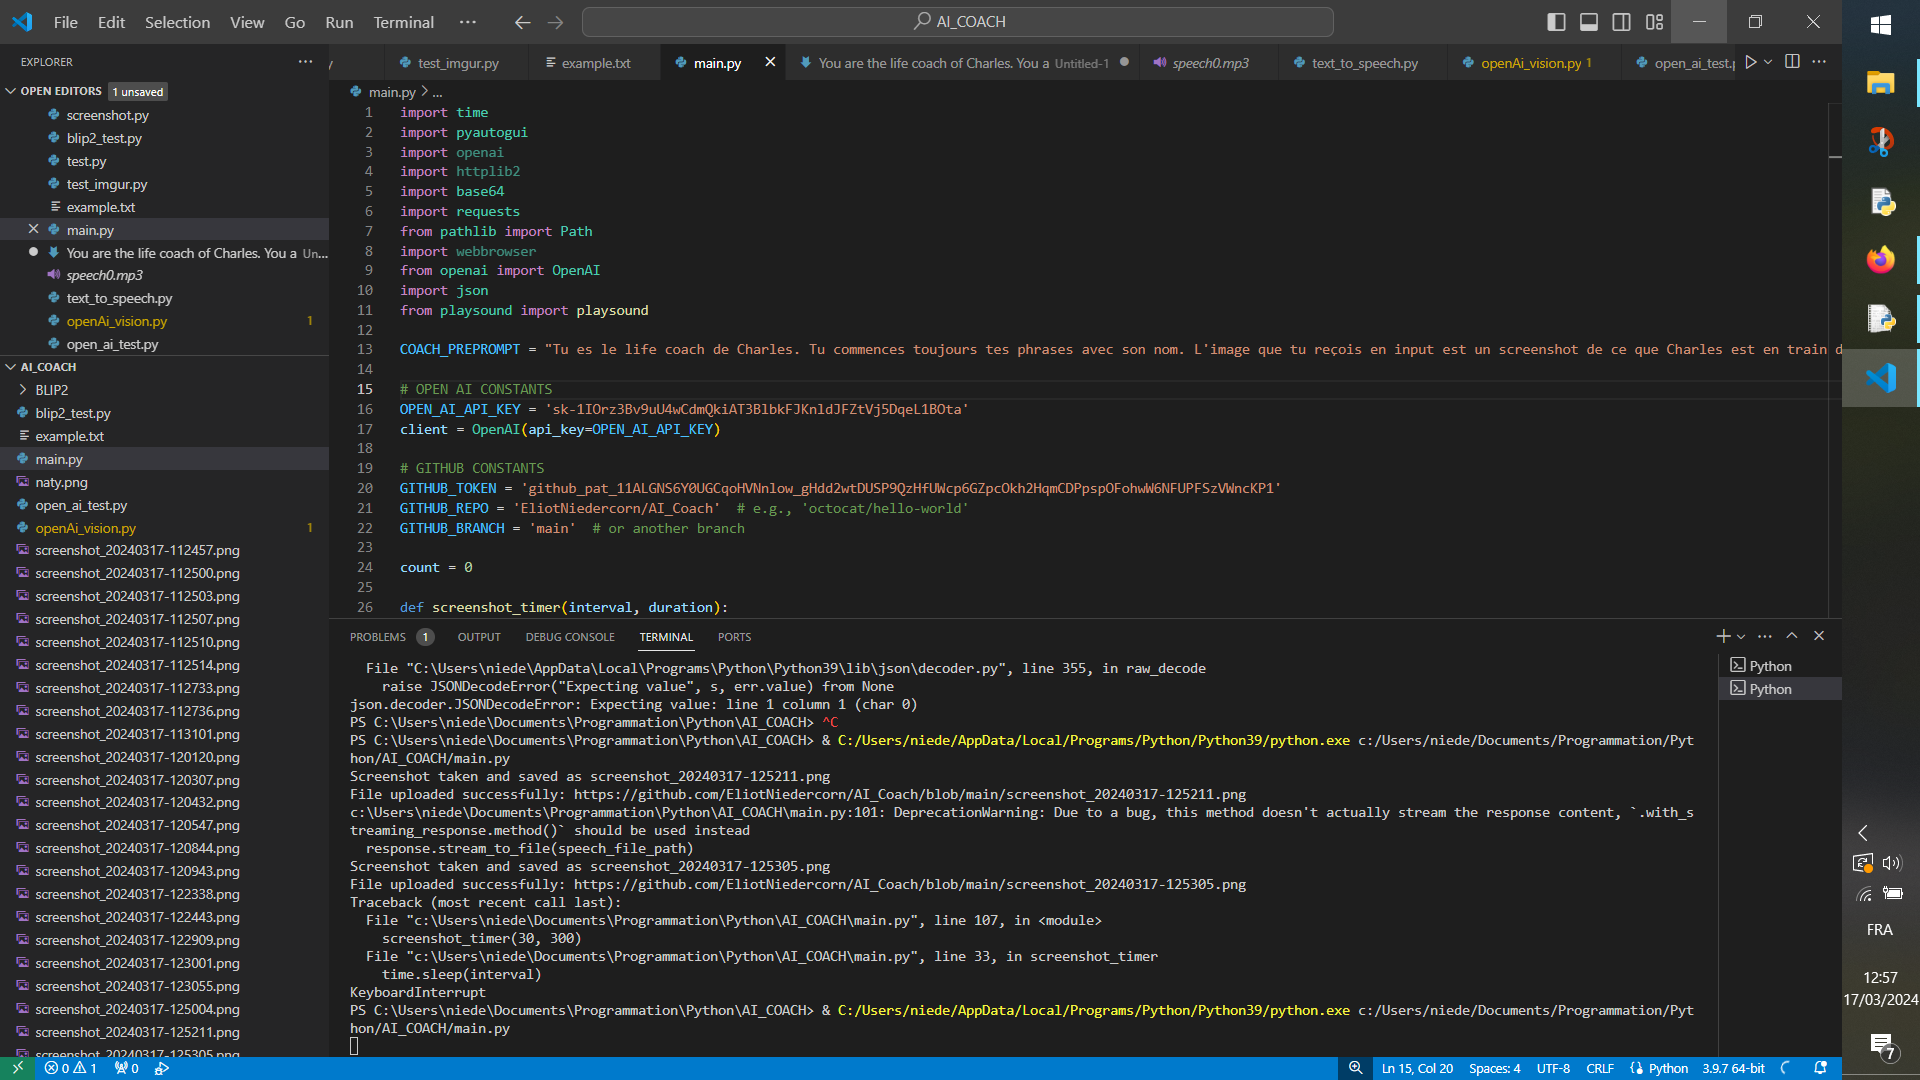 File Edit Selection View Go Run Terminal ···
AI_COACH
EXPLORER
OPEN EDITORS 1 unsaved
screenshot.py
blip2_test.py
test.py
test_imgur.py
example.txt
main.py
You are the life coach of Charles. You a Un...
speech0.mp3
text_to_speech.py
openAi_vision.py 1
open_ai_test.py
AI_COACH
BLIP2
blip2_test.py
example.txt
main.py
naty.png
open_ai_test.py
openAi_vision.py 1
screenshot_20240317-112457.png
screenshot_20240317-112500.png
screenshot_20240317-112503.png
screenshot_20240317-112507.png
screenshot_20240317-112510.png
screenshot_20240317-112514.png
screenshot_20240317-112733.png
screenshot_20240317-112736.png
screenshot_20240317-113101.png
screenshot_20240317-120120.png
screenshot_20240317-120307.png
screenshot_20240317-120432.png
screenshot_20240317-120547.png
screenshot_20240317-120844.png
screenshot_20240317-120943.png
screenshot_20240317-122338.png
screenshot_20240317-122443.png
screenshot_20240317-122909.png
screenshot_20240317-123001.png
screenshot_20240317-123055.png
screenshot_20240317-125004.png
screenshot_20240317-125211.png
screenshot_20240317-125305.png
test_imgur.py example.txt main.py You are the life coach of Charles. You a Untitled-1 speech0.mp3 text_to_speech.py openAi_vision.py 1 open_ai_test.p
main.py > ...
1 import time
2 import pyautogui
3 import openai
4 import httplib2
5 import base64
6 import requests
7 from pathlib import Path
8 import webbrowser
9 from openai import OpenAI
10 import json
11 from playsound import playsound
12
13 COACH_PREPROMPT = "Tu es le life coach de Charles. Tu commences toujours tes phrases avec son nom. L'image que tu reçois en input est un screenshot de ce que Charles est en train d
14
15 # OPEN AI CONSTANTS
16 OPEN_AI_API_KEY = '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'
17 client = OpenAI(api_key=OPEN_AI_API_KEY)
18
19 # GITHUB CONSTANTS
20 GITHUB_TOKEN = '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'
21 GITHUB_REPO = 'EliotNiedercorn/AI_Coach' # e.g., 'octocat/hello-world'
22 GITHUB_BRANCH = 'main' # or another branch
23
24 count = 0
25
26 def screenshot_timer(interval, duration):
PROBLEMS 1 OUTPUT DEBUG CONSOLE TERMINAL PORTS
File "C:\Users\niede\AppData\Local\Programs\Python\Python39\lib\json\decoder.py", line 355, in raw_decode
raise JSONDecodeError("Expecting value", s, err.value) from None
json.decoder.JSONDecodeError: Expecting value: line 1 column 1 (char 0)
PS C:\Users\niede\Documents\Programmation\Python\AI_COACH> ^C
PS C:\Users\niede\Documents\Programmation\Python\AI_COACH> & C:/Users/niede/AppData/Local/Programs/Python/Python39/python.exe c:/Users/niede/Documents/Programmation/Pyt
hon/AI_COACH/main.py
Screenshot taken and saved as screenshot_20240317-125211.png
File uploaded successfully: https://github.com/EliotNiedercorn/AI_Coach/blob/main/screenshot_20240317-125211.png
c:\Users\niede\Documents\Programmation\Python\AI_COACH\main.py:101: DeprecationWarning: Due to a bug, this method doesn't actually stream the response content, `.with_s
treaming_response.method()` should be used instead
response.stream_to_file(speech_file_path)
Screenshot taken and saved as screenshot_20240317-125305.png
File uploaded successfully: https://github.com/EliotNiedercorn/AI_Coach/blob/main/screenshot_20240317-125305.png
Traceback (most recent call last):
File "c:\Users\niede\Documents\Programmation\Python\AI_COACH\main.py", line 107, in <module>
screenshot_timer(30, 300)
File "c:\Users\niede\Documents\Programmation\Python\AI_COACH\main.py", line 33, in screenshot_timer
time.sleep(interval)
KeyboardInterrupt
PS C:\Users\niede\Documents\Programmation\Python\AI_COACH> & C:/Users/niede/AppData/Local/Programs/Python/Python39/python.exe c:/Users/niede/Documents/Programmation/Pyt
hon/AI_COACH/main.py
Python
Python
0 1 0 Ln 15, Col 20 Spaces: 4 UTF-8 CRLF Python 3.9.7 64-bit
FRA
12:57
17/03/2024
7